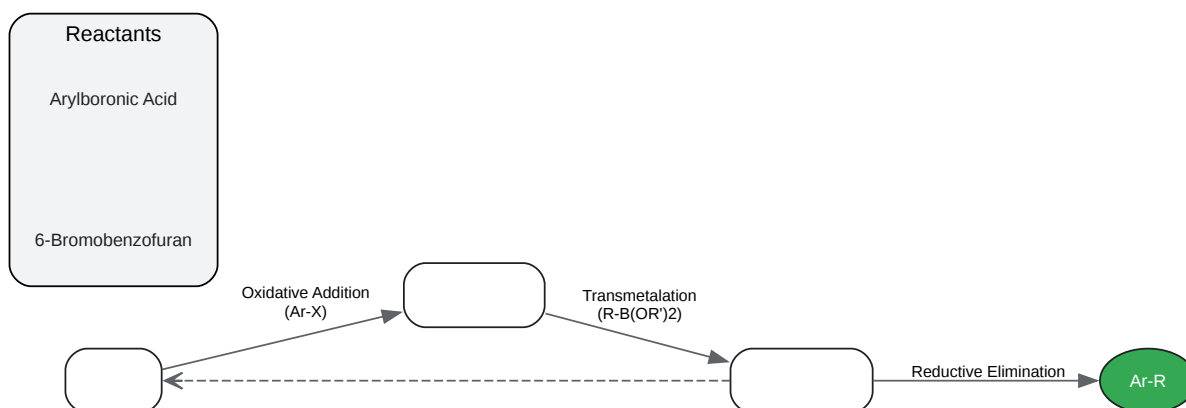 Reactants
Arylboronic Acid
6-Bromobenzofuran
Oxidative Addition
(Ar-X)
Transmetalation
(R-B(OR')2)
Reductive Elimination
Ar-R